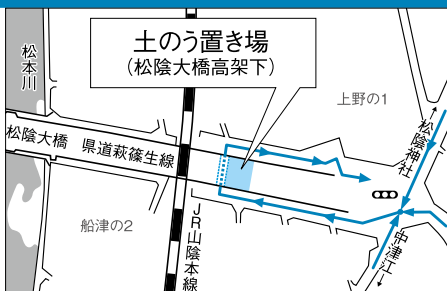 土のう置き場
(松陰大橋高架下)
松本川
上野の1
松陰神社
松陰大橋 県道萩篠生線
船津の2
JR山陰本線
中津江